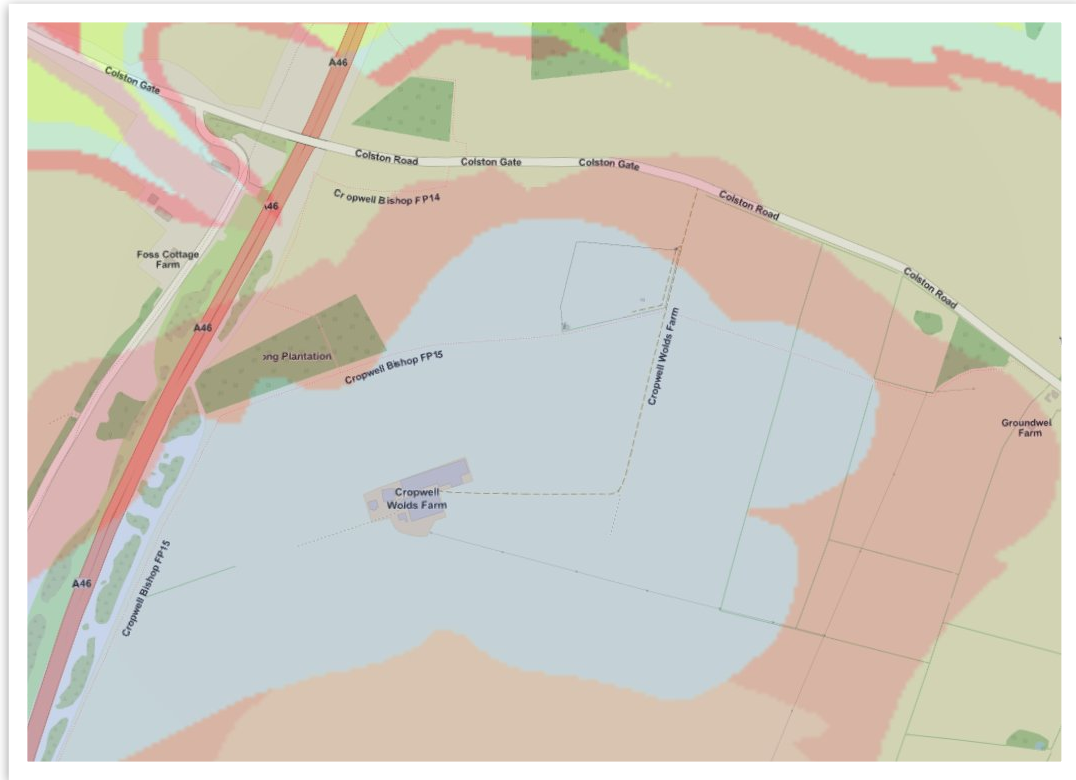 A46
Colston Gate
Colston Road
Colston Gate
Colston Gate
Cropwell Bishop FP14
Colston Road
A46
Foss Cottage
Farm
Colston Road
A46
ong Plantation
Cropwell Bishop FP15
Cropwell Wolds Farm
Groundwel
Farm
Cropwell
Wolds Farm
Cropwell Bishop FP15
A46